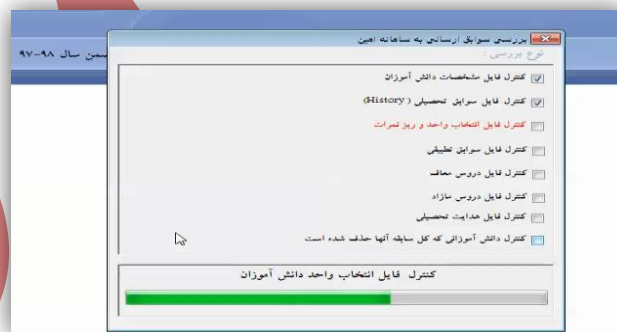 بررسی سوابق ارسالی به سامانه امین
نوع بررسی :
ضمن سال ۹۸-۹۷
کنترل فایل مشخصات دانش آموزان
کنترل فایل سوابق تحصیلی (History)
کنترل فایل انتخاب واحد و ریز نمرات
کنترل فایل سوابق تطبیقی
کنترل فایل دروس معاف
کنترل فایل دروس مازاد
کنترل فایل هدایت تحصیلی
کنترل دانش آموزانی که کل سابقه آنها حذف شده است
کنترل فایل انتخاب واحد دانش آموزان